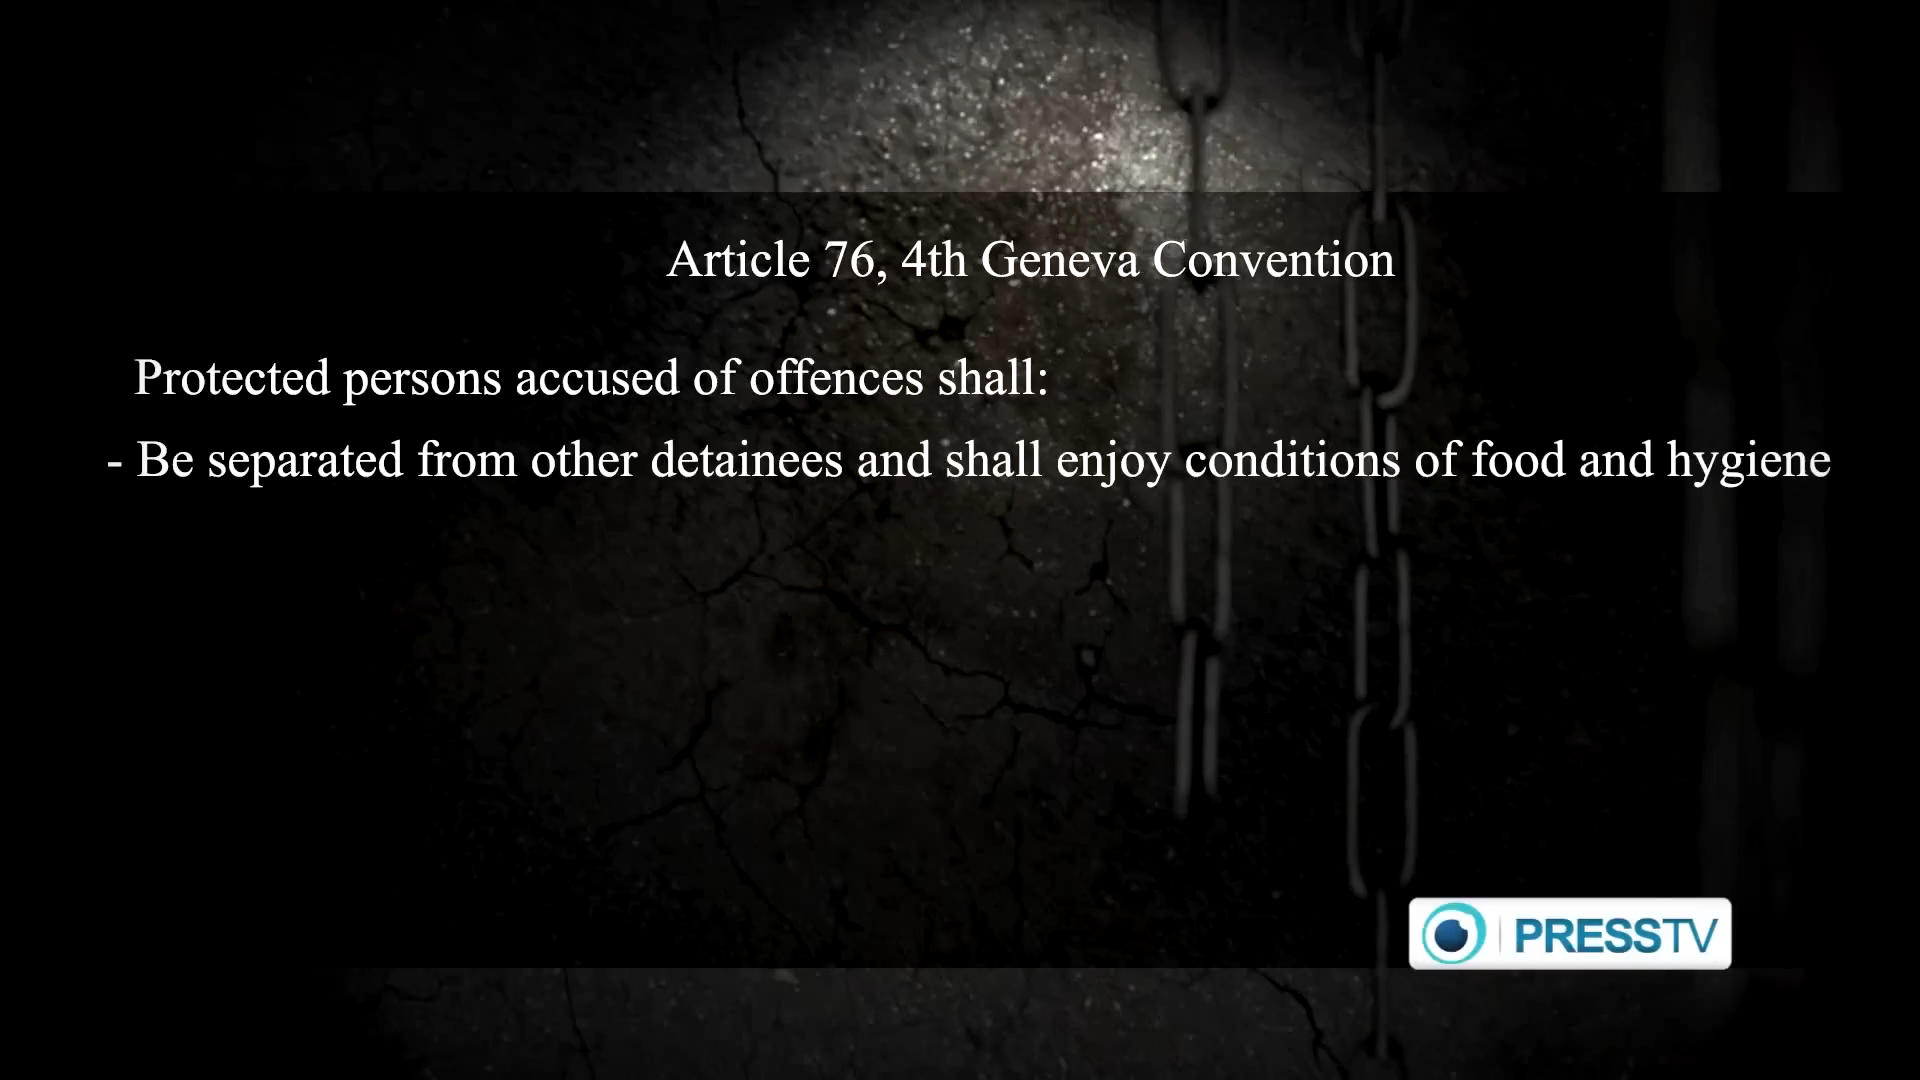 Article 76, 4th Geneva Convention
Protected persons accused of offences shall:
- Be separated from other detainees and shall enjoy conditions of food and hygiene
PRESSTV